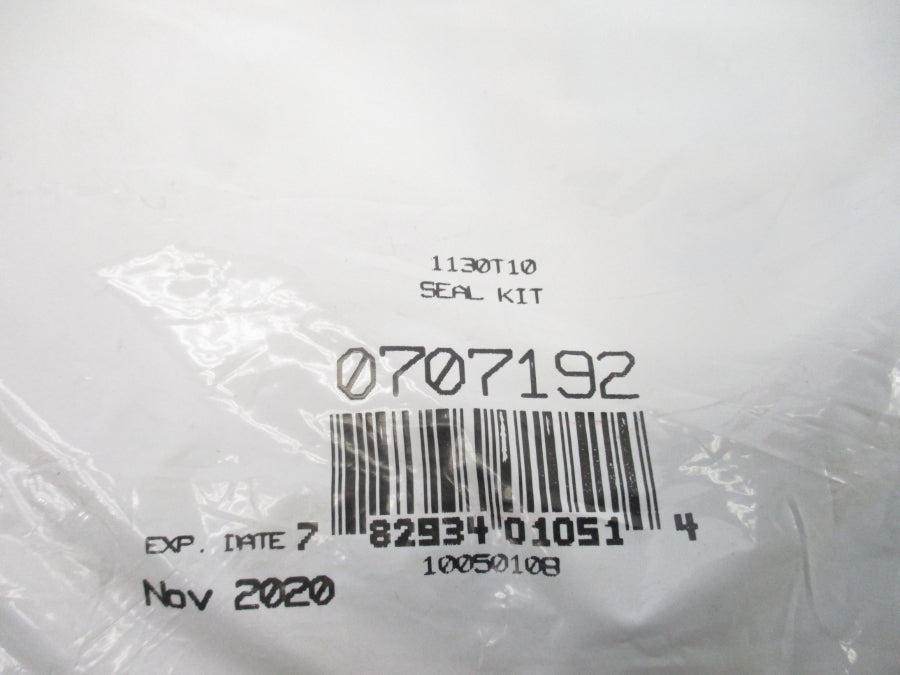 1130T10
SEAL KIT
0707192
EXP. DATE 7 82934 01051 4
10050108
Nov 2020